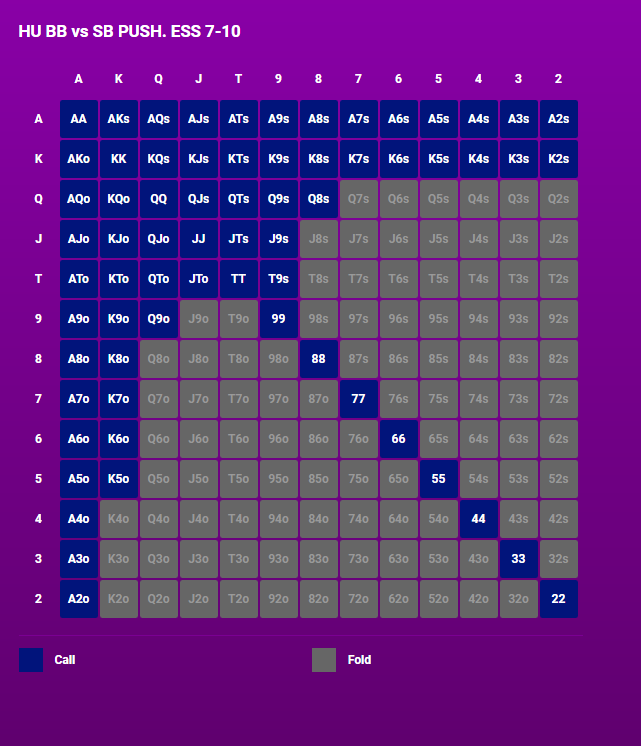 HU BB vs SB PUSH. ESS 7-10
A K Q J T 9 8 7 6 5 4 3 2
A AA AKs AQs AJs ATs A9s A8s A7s A6s A5s A4s A3s A2s
K AKo KK KQs KJs KTs K9s K8s K7s K6s K5s K4s K3s K2s
Q AQo KQo QQ QJs QTs Q9s Q8s Q7s Q6s Q5s Q4s Q3s Q2s
J AJo KJo QJo JJ JTs J9s J8s J7s J6s J5s J4s J3s J2s
T ATo KTo QTo JTo TT T9s T8s T7s T6s T5s T4s T3s T2s
9 A9o K9o Q9o J9o T9o 99 98s 97s 96s 95s 94s 93s 92s
8 A8o K8o Q8o J8o T8o 98o 88 87s 86s 85s 84s 83s 82s
7 A7o K7o Q7o J7o T7o 97o 87o 77 76s 75s 74s 73s 72s
6 A6o K6o Q6o J6o T6o 96o 86o 76o 66 65s 64s 63s 62s
5 A5o K5o Q5o J5o T5o 95o 85o 75o 65o 55 54s 53s 52s
4 A4o K4o Q4o J4o T4o 94o 84o 74o 64o 54o 44 43s 42s
3 A3o K3o Q3o J3o T3o 93o 83o 73o 63o 53o 43o 33 32s
2 A2o K2o Q2o J2o T2o 92o 82o 72o 62o 52o 42o 32o 22
Call Fold